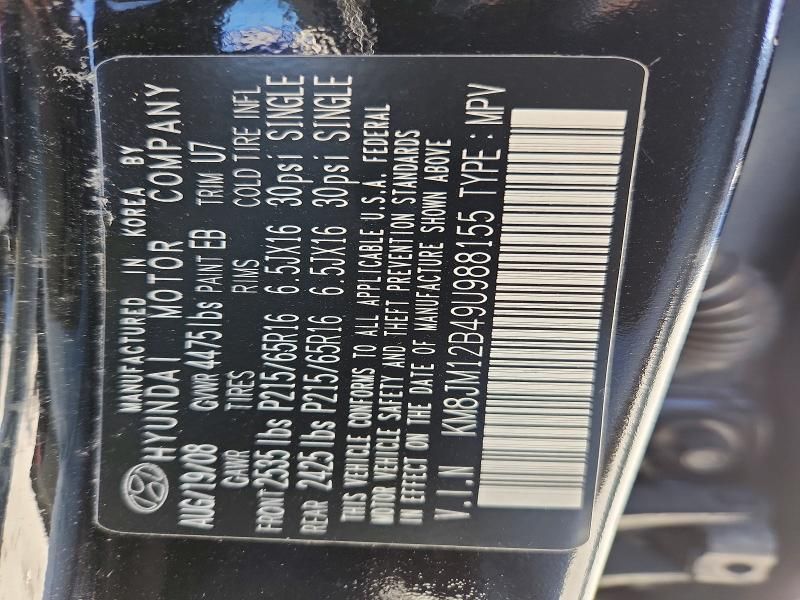 MANUFACTURED IN KOREA BY
HYUNDAI MOTOR COMPANY
AUG/19/08 GVWR 4475lbs PAINT EB TRIM U7
GAWR TIRES RIMS COLD TIRE INFL
FRONT 2535lbs P215/65R16 6.5JX16 30psi SINGLE
REAR 2425lbs P215/65R16 6.5JX16 30psi SINGLE
THIS VEHICLE CONFORMS TO ALL APPLICABLE U.S.A. FEDERAL
MOTOR VEHICLE SAFETY AND THEFT PREVENTION STANDARDS
IN EFFECT ON THE DATE OF MANUFACTURE SHOWN ABOVE
V.I.N KM8JM12B49U988155 TYPE : MPV